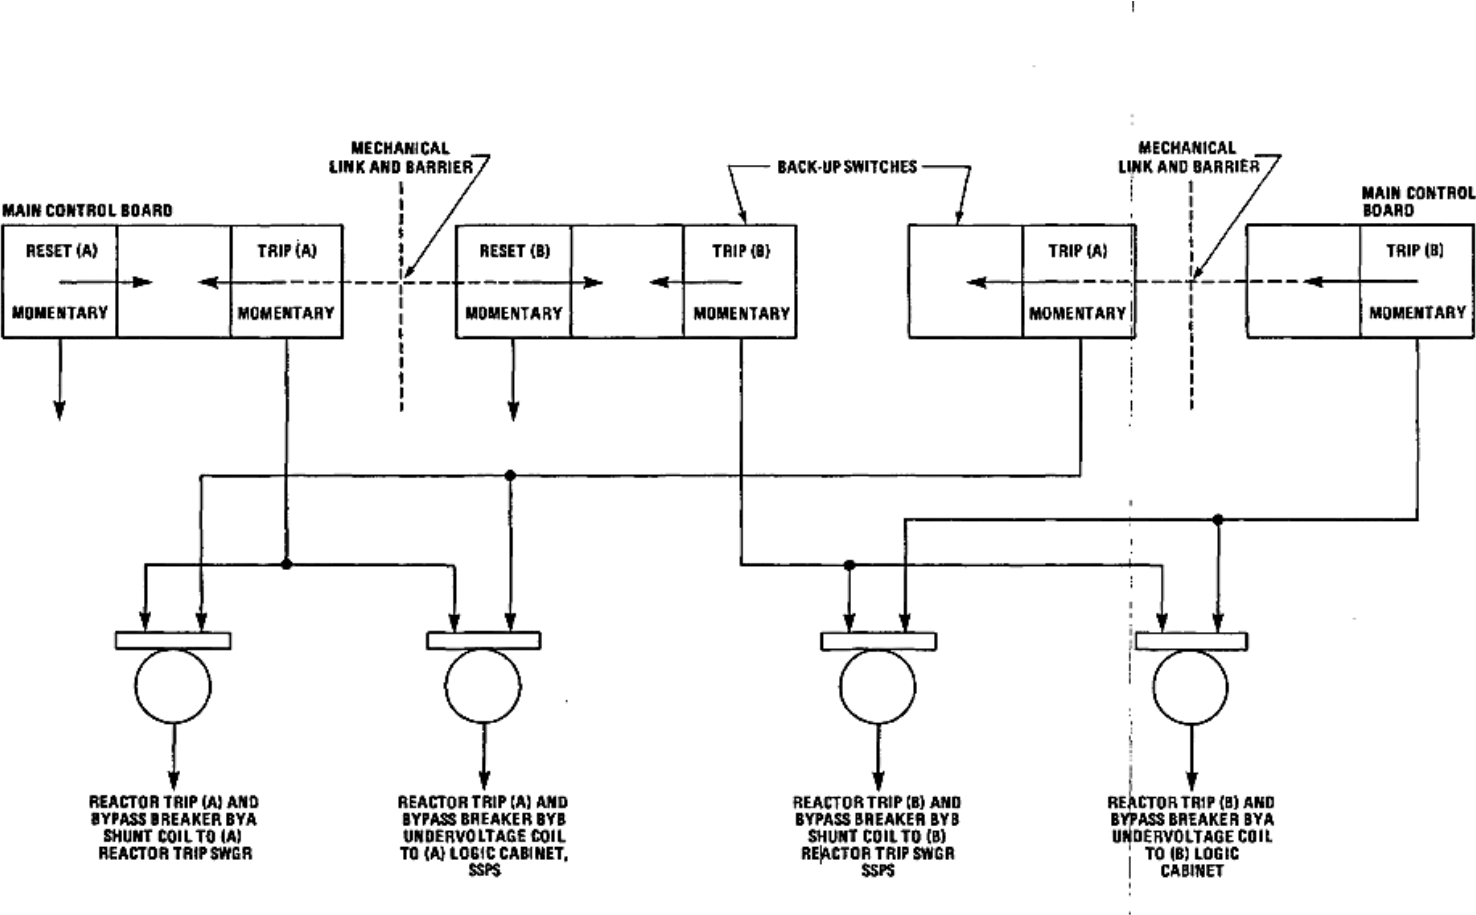 MECHANICAL
LINK AND BARRIER
BACK-UP SWITCHES
MECHANICAL
LINK AND BARRIER
MAIN CONTROL BOARD
MAIN CONTROL
BOARD
RESET (A)
TRIP (A)
RESET (B)
TRIP (B)
TRIP (A)
TRIP (B)
MOMENTARY
MOMENTARY
MOMENTARY
MOMENTARY
MOMENTARY
MOMENTARY
REACTOR TRIP (A) AND
BYPASS BREAKER BYA
SHUNT COIL TO (A)
REACTOR TRIP SWGR
REACTOR TRIP (A) AND
BYPASS BREAKER BYB
UNDERVOLTAGE COIL
TO (A) LOGIC CABINET,
SSPS
REACTOR TRIP (B) AND
BYPASS BREAKER BYB
SHUNT COIL TO (B)
REACTOR TRIP SWGR
SSPS
REACTOR TRIP (B) AND
BYPASS BREAKER BYA
UNDERVOLTAGE COIL
TO (B) LOGIC
CABINET